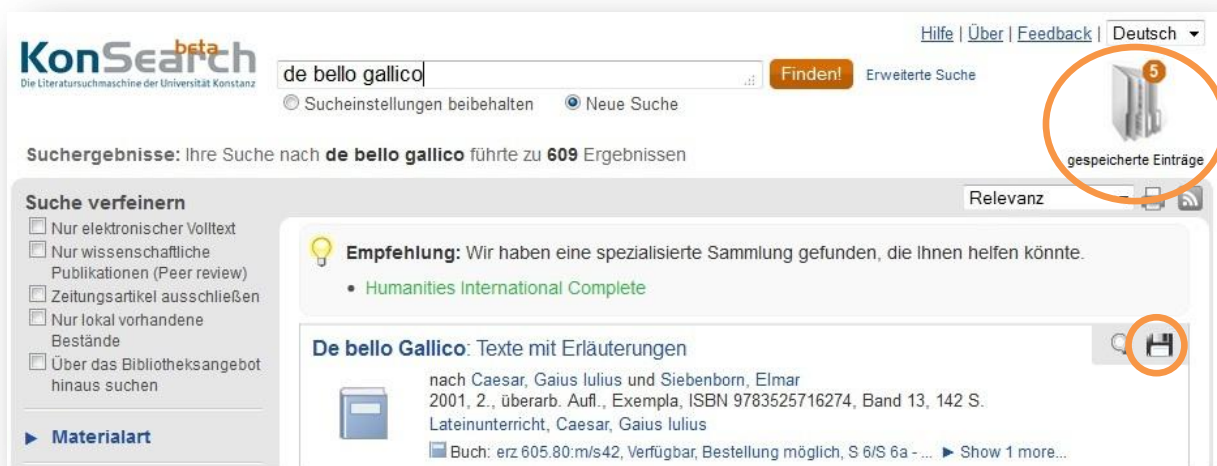 Hilfe | Über | Feedback | Deutsch
KonSearch beta
Die Literatursuchmaschine der Universität Konstanz
de bello gallico
Finden!
Erweiterte Suche
Sucheinstellungen beibehalten
Neue Suche
5
gespeicherte Einträge
Suchergebnisse: Ihre Suche nach de bello gallico führte zu 609 Ergebnissen
Relevanz
Suche verfeinern
Nur elektronischer Volltext
Nur wissenschaftliche
Publikationen (Peer review)
Zeitungsartikel ausschließen
Nur lokal vorhandene
Bestände
Über das Bibliotheksangebot
hinaus suchen
Materialart
Empfehlung: Wir haben eine spezialisierte Sammlung gefunden, die Ihnen helfen könnte.
• Humanities International Complete
De bello Gallico: Texte mit Erläuterungen
nach Caesar, Gaius Iulius und Siebenborn, Elmar
2001, 2., überarb. Aufl., Exempla, ISBN 9783525716274, Band 13, 142 S.
Lateinunterricht, Caesar, Gaius Iulius
Buch: erz 605.80:m/s42, Verfügbar, Bestellung möglich, S 6/S 6a - ... ▶ Show 1 more...